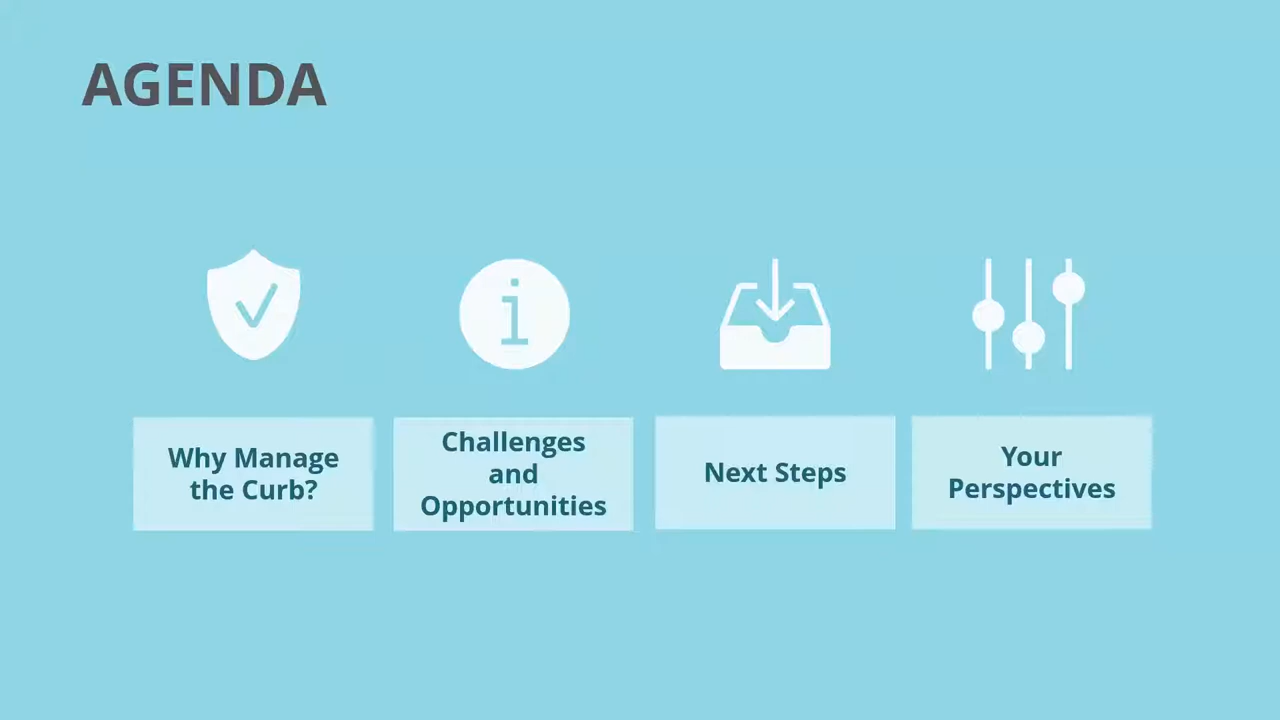 AGENDA
Why Manage
the Curb?
Challenges
and
Opportunities
Next Steps
Your
Perspectives